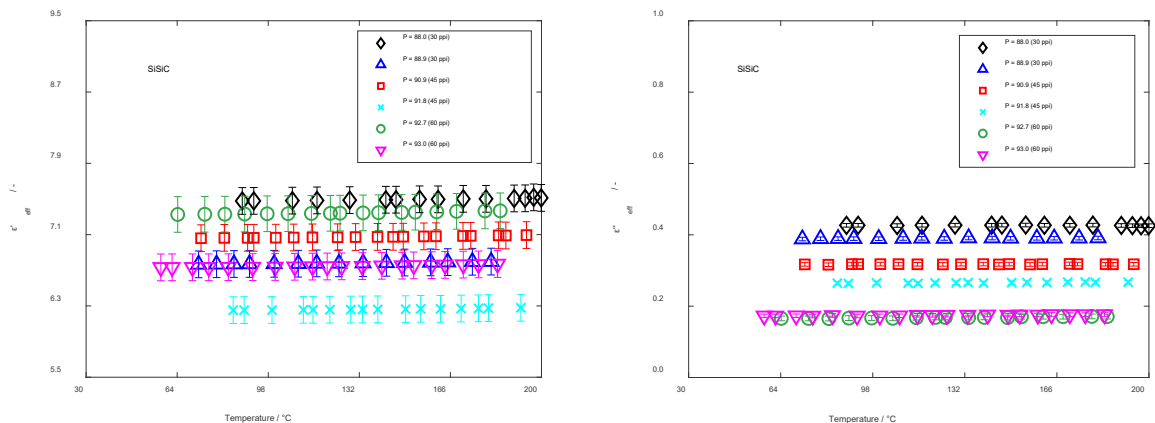 9.5
8.7
7.9
7.1
6.3
5.5
ε'
eff
/ -
SiSiC
P = 88.0 (30 ppi)
P = 88.9 (30 ppi)
P = 90.9 (45 ppi)
P = 91.8 (45 ppi)
P = 92.7 (60 ppi)
P = 93.0 (60 ppi)
30 64 98 132 166 200
Temperature / °C
1.0
0.8
0.6
0.4
0.2
0.0
ε''
eff
/ -
SiSiC
P = 88.0 (30 ppi)
P = 88.9 (30 ppi)
P = 90.9 (45 ppi)
P = 91.8 (45 ppi)
P = 92.7 (60 ppi)
P = 93.0 (60 ppi)
30 64 98 132 166 200
Temperature / °C